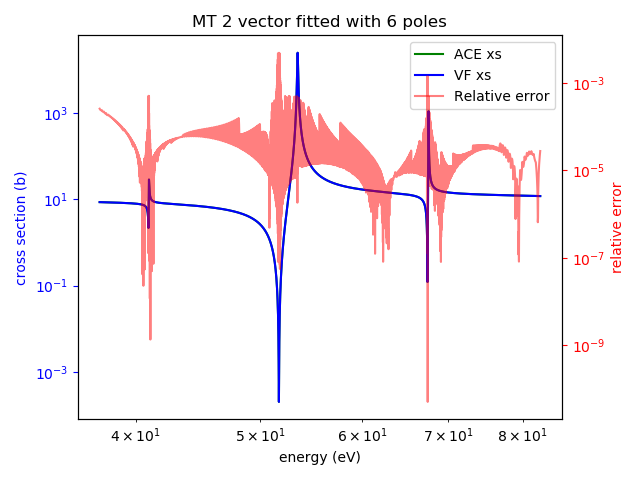 MT 2 vector fitted with 6 poles
ACE xs
VF xs
Relative error
10³
10¹
10⁻¹
10⁻³
cross section (b)
10⁻³
10⁻⁵
10⁻⁷
10⁻⁹
relative error
4 × 10¹ 5 × 10¹ 6 × 10¹ 7 × 10¹ 8 × 10¹
energy (eV)